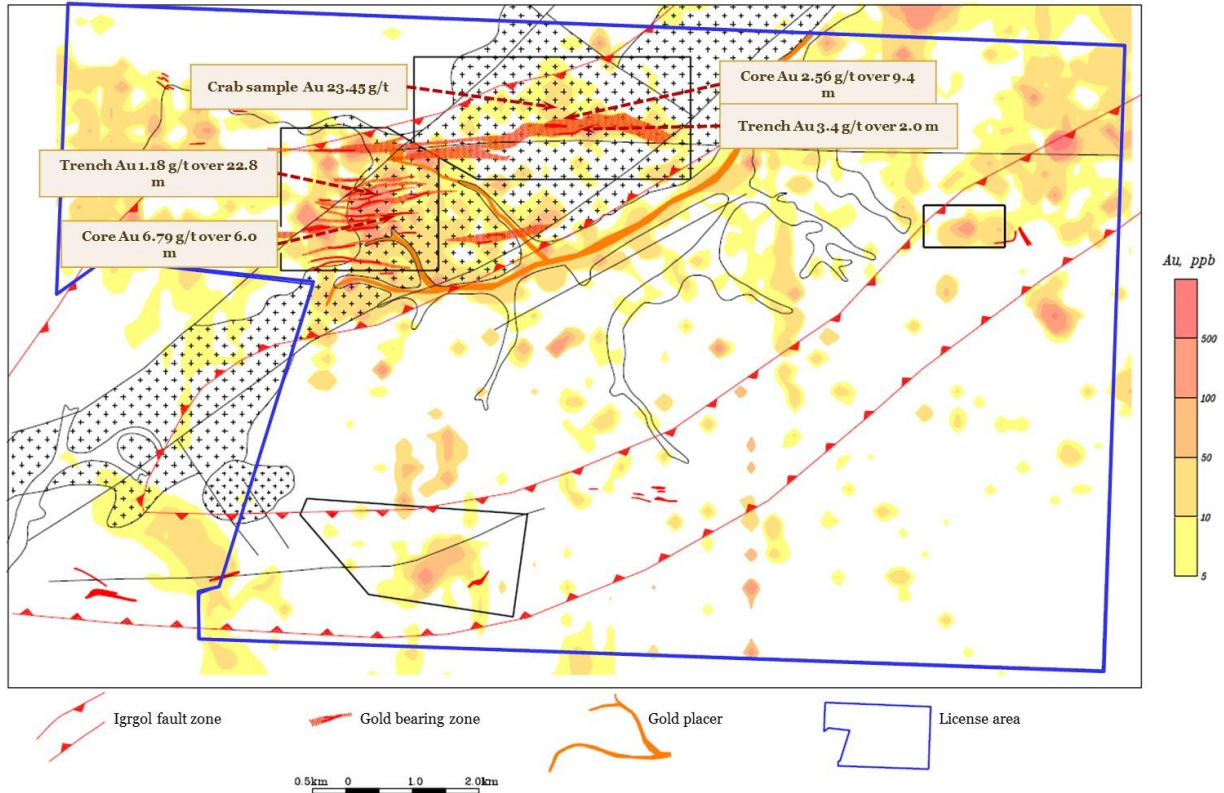 Crab sample Au 23.45 g/t
Core Au 2.56 g/t over 9.4
m
Trench Au 3.4 g/t over 2.0 m
Trench Au 1.18 g/t over 22.8
m
Core Au 6.79 g/t over 6.0
m
Au, ppb
500
100
50
10
5
Igrgol fault zone
Gold bearing zone
Gold placer
License area
0.5km 0 1.0 2.0km